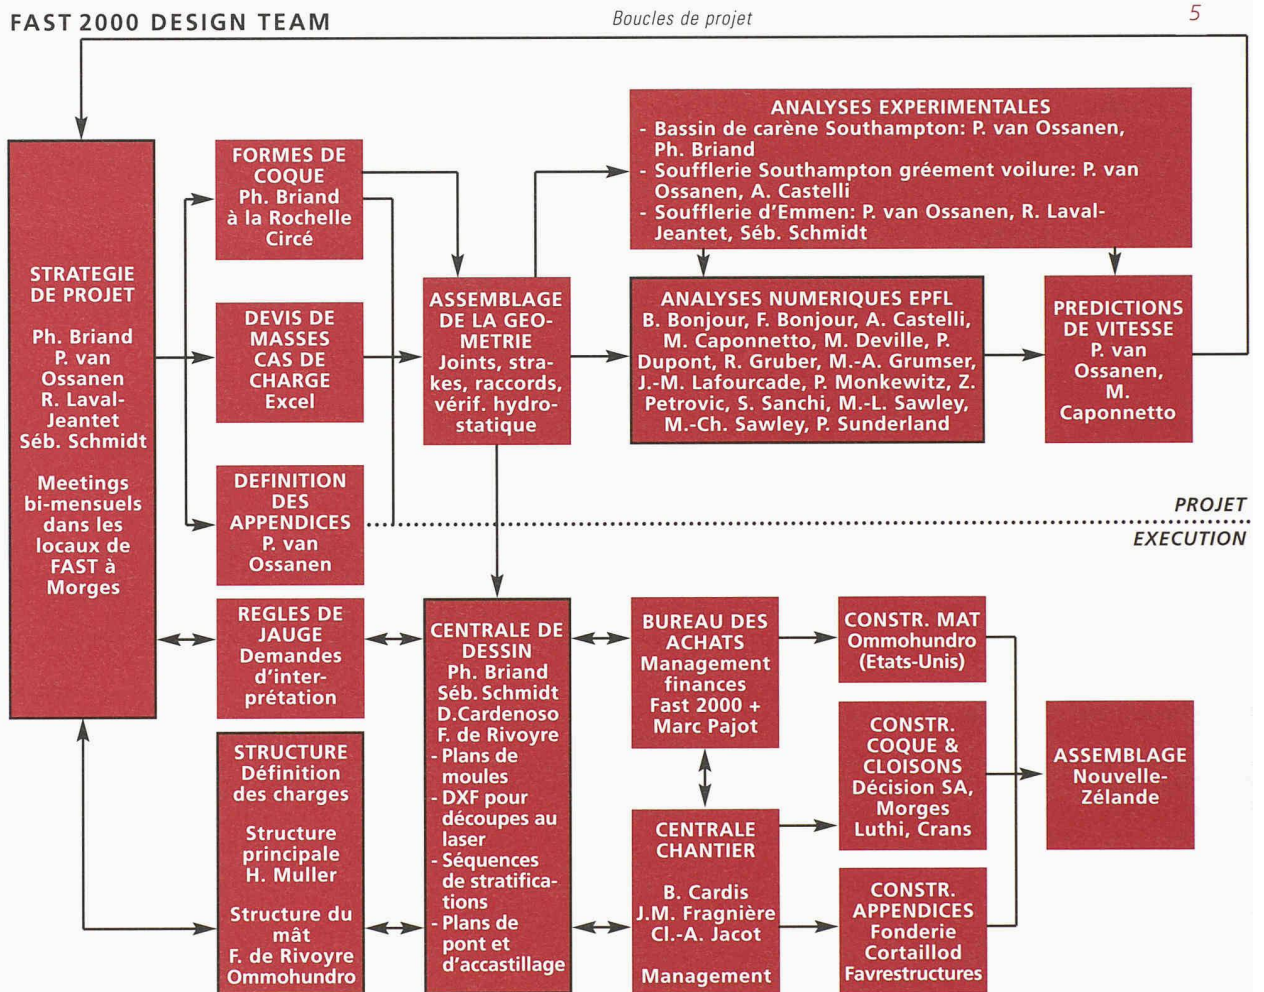 FAST 2000 DESIGN TEAM
Boucles de projet
5
STRATEGIE
DE PROJET
Ph. Briand
P. van
Ossanen
R. Laval-
Jeantet
Séb. Schmidt
Meetings
bi-mensuels
dans les
locaux de
FAST à
Morges
FORMES DE
COQUE
Ph. Briand
à la Rochelle
Circé
DEVIS DE
MASSES
CAS DE
CHARGE
Excel
DEFINITION
DES
APPENDICES
P. van
Ossanen
ASSEMBLAGE
DE LA GEO-
METRIE
Joints, stra-
kes, raccords,
vérif. hydro-
statique
ANALYSES EXPERIMENTALES
- Bassin de carène Southampton: P. van Ossanen,
Ph. Briand
- Soufflerie Southampton gréement voilure: P. van
Ossanen, A. Castelli
- Soufflerie d'Emmen: P. van Ossanen, R. Laval-
Jeantet, Séb. Schmidt
ANALYSES NUMERIQUES EPFL
B. Bonjour, F. Bonjour, A. Castelli,
M. Caponnetto, M. Deville, P.
Dupont, R. Gruber, M.-A. Grumser,
J.-M. Lafourcade, P. Monkewitz, Z.
Petrovic, S. Sanchi, M.-L. Sawley,
M.-Ch. Sawley, P. Sunderland
PREDICTIONS
DE VITESSE
P. van
Ossanen,
M.
Caponnetto
PROJET
EXECUTION
REGLES DE
JAUGE
Demandes
d'inter-
prétation
STRUCTURE
Définition
des charges
Structure
principale
H. Muller
Structure du
mât
F. de Rivoyre
Ommohundro
CENTRALE DE
DESSIN
Ph. Briand
Séb. Schmidt
D.Cardenoso
F. de Rivoyre
- Plans de
moules
- DXF pour
découpes au
laser
- Séquences
de stratifica-
tions
- Plans de
pont et
d'accastillage
BUREAU DES
ACHATS
Management
finances
Fast 2000 +
Marc Pajot
CENTRALE
CHANTIER
B. Cardis
J.M. Fragnière
Cl.-A. Jacot
Management
CONSTR. MAT
Ommohundro
(Etats-Unis)
CONSTR.
COQUE &
CLOISONS
Décision SA,
Morges
Luthi, Crans
CONSTR.
APPENDICES
Fonderie
Cortaillod
Favrestructures
ASSEMBLAGE
Nouvelle-
Zélande